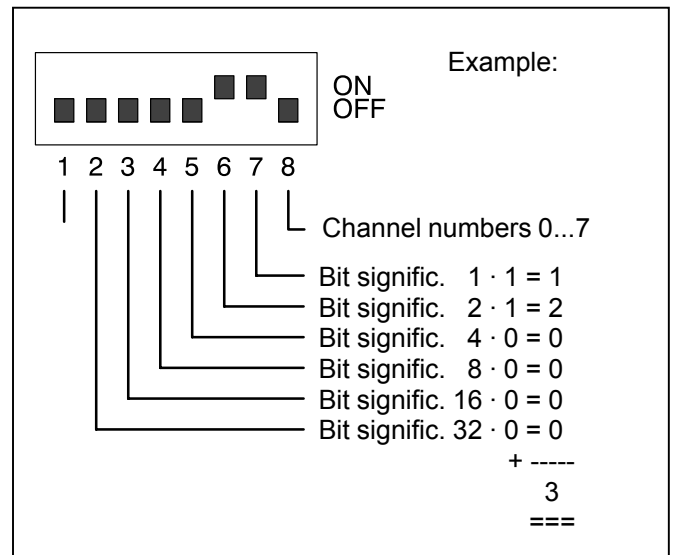 Example:
ON
OFF
1 2 3 4 5 6 7 8
Channel numbers 0...7
Bit signific. 1 · 1 = 1
Bit signific. 2 · 1 = 2
Bit signific. 4 · 0 = 0
Bit signific. 8 · 0 = 0
Bit signific. 16 · 0 = 0
Bit signific. 32 · 0 = 0
+ -----
3
===